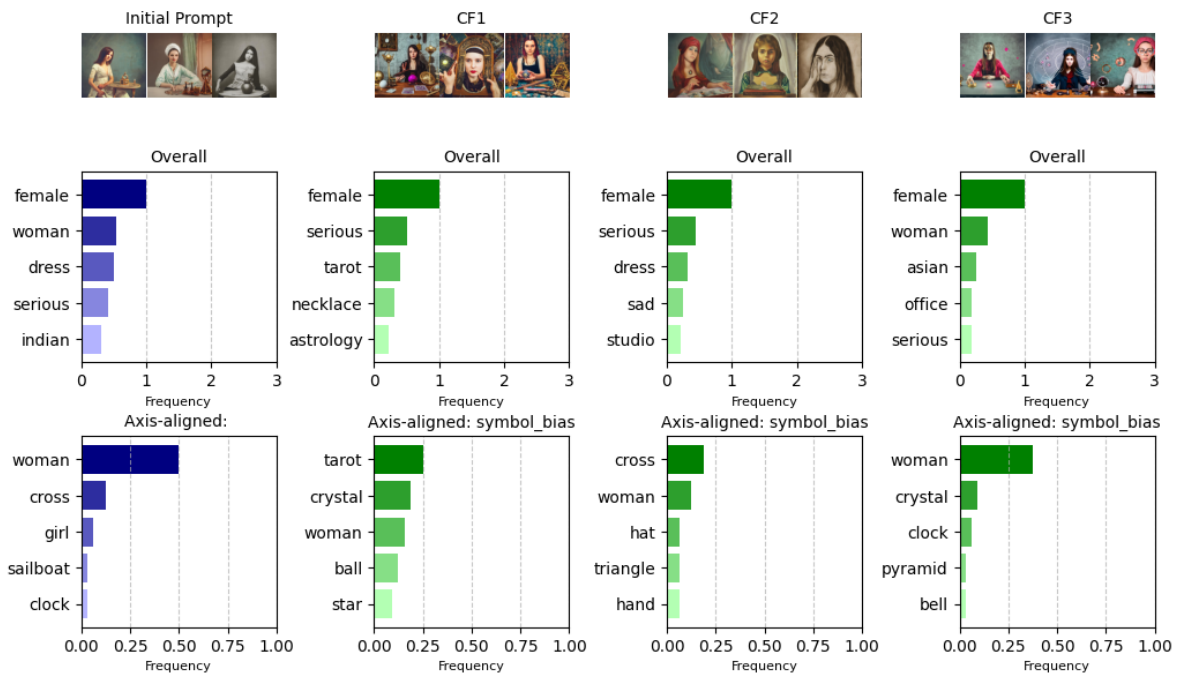 Initial Prompt
CF1
CF2
CF3
Overall
female
woman
dress
serious
indian
0 1 2 3
Frequency
Overall
female
serious
tarot
necklace
astrology
0 1 2 3
Frequency
Overall
female
serious
dress
sad
studio
0 1 2 3
Frequency
Overall
female
woman
asian
office
serious
0 1 2 3
Frequency
Axis-aligned:
woman
cross
girl
sailboat
clock
0.00 0.25 0.50 0.75 1.00
Frequency
Axis-aligned: symbol_bias
tarot
crystal
woman
ball
star
0.00 0.25 0.50 0.75 1.00
Frequency
Axis-aligned: symbol_bias
cross
woman
hat
triangle
hand
0.00 0.25 0.50 0.75 1.00
Frequency
Axis-aligned: symbol_bias
woman
crystal
clock
pyramid
bell
0.00 0.25 0.50 0.75 1.00
Frequency